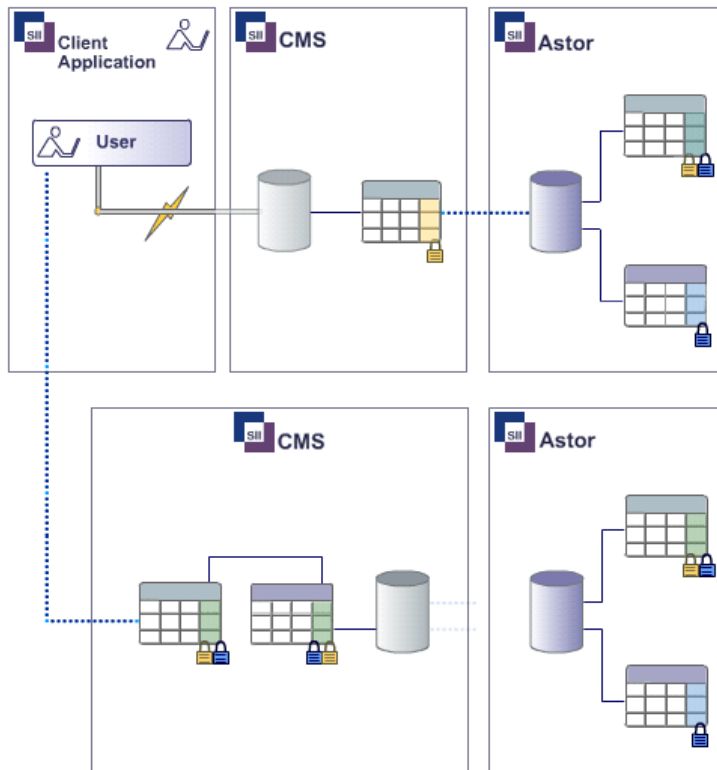 SII
Client
Application
SII
CMS
SII
Astor
User
SII
CMS
SII
Astor